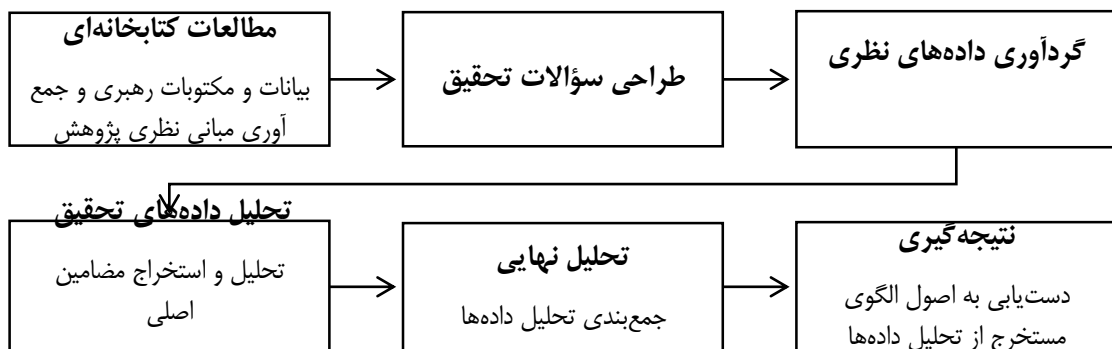 مطالعات کتابخانه‌ای
بیانات و مکتوبات رهبری و جمع
آوری مبانی نظری پژوهش
طراحی سؤالات تحقیق
گردآوری داده‌های نظری
تحلیل داده‌های تحقیق
تحلیل و استخراج مضامین
اصلی
تحلیل نهایی
جمع‌بندی تحلیل داده‌ها
نتیجه‌گیری
دست‌یابی به اصول الگوی
مستخرج از تحلیل داده‌ها